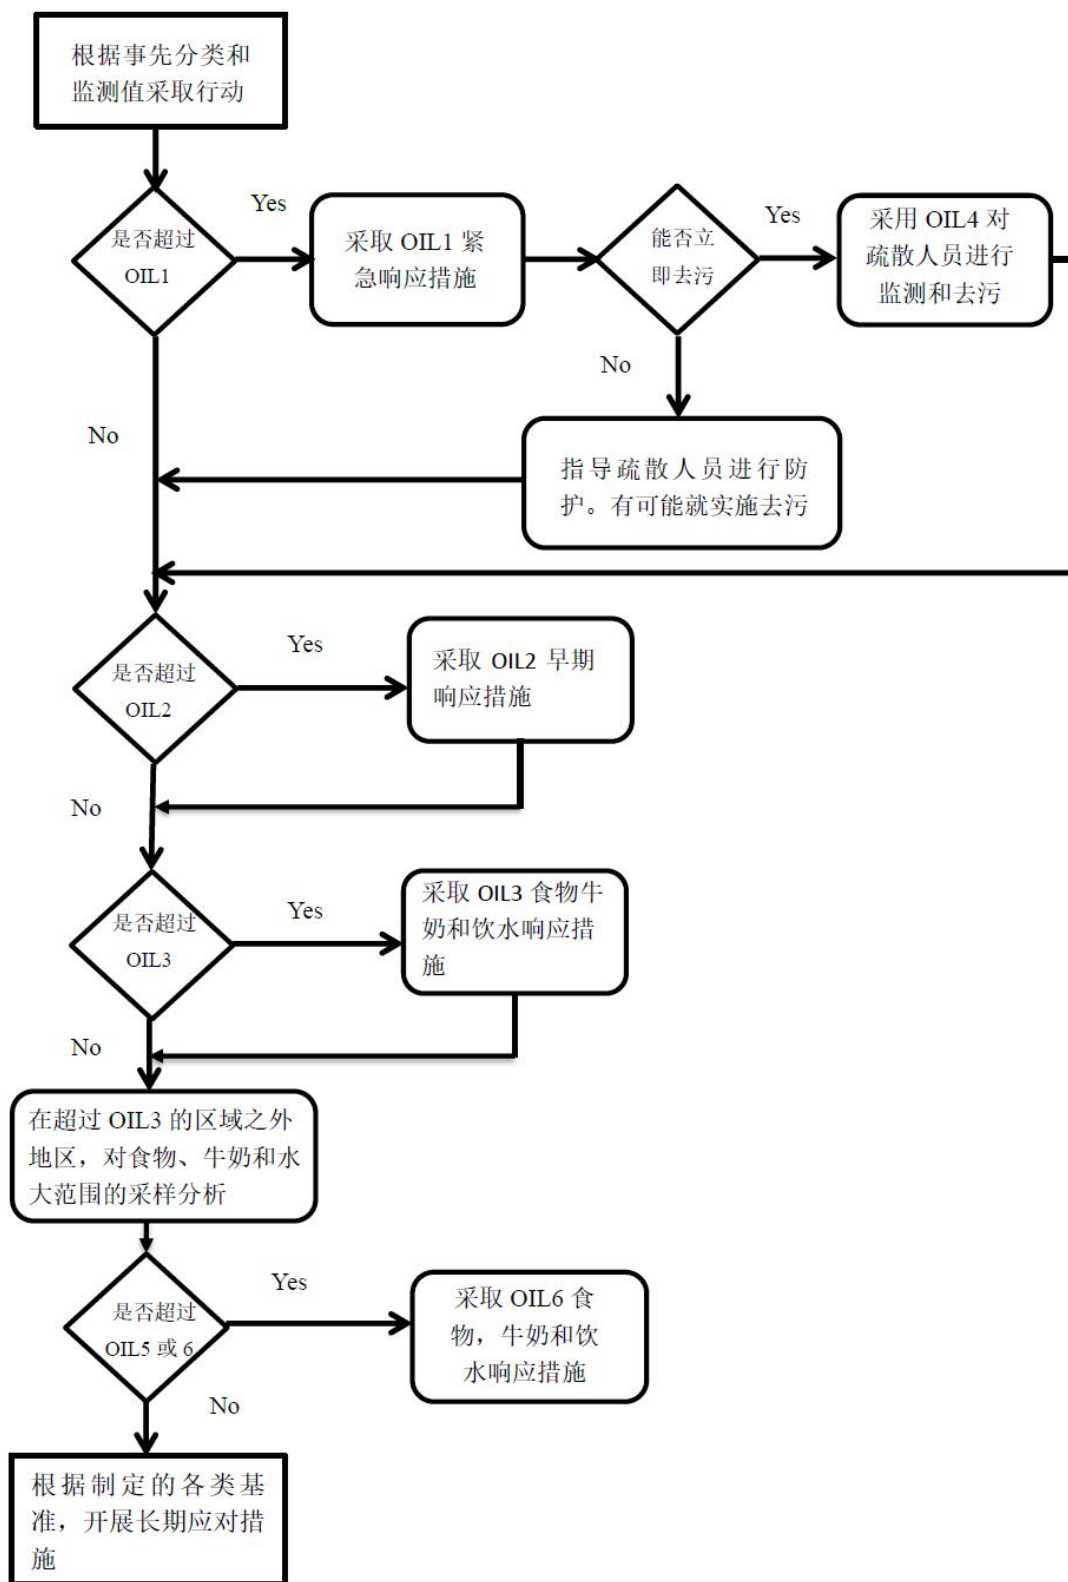 根据事先分类和
监测值采取行动
是否超过
OIL1
Yes
采取 OIL1 紧
急响应措施
能否立
即去污
Yes
采用 OIL4 对
疏散人员进行
监测和去污
No
No
指导疏散人员进行防
护。有可能就实施去污
是否超过
OIL2
Yes
采取 OIL2 早期
响应措施
No
是否超过
OIL3
Yes
采取 OIL3 食物牛
奶和饮水响应措
施
No
在超过 OIL3 的区域之外
地区，对食物、牛奶和水
大范围的采样分析
是否超过
OIL5 或 6
Yes
采取 OIL6 食
物，牛奶和饮
水响应措施
No
根据制定的各类基
准，开展长期应对措
施